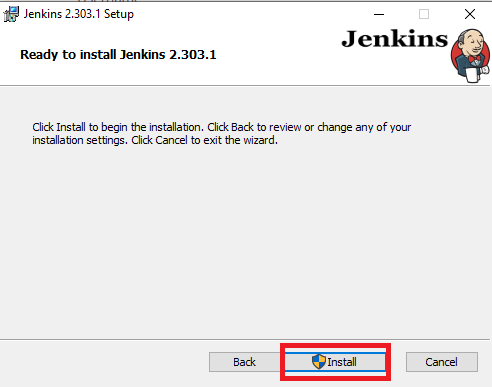 Jenkins 2.303.1 Setup
Jenkins
Ready to install Jenkins 2.303.1
Click Install to begin the installation. Click Back to review or change any of your
installation settings. Click Cancel to exit the wizard.
Back Install Cancel